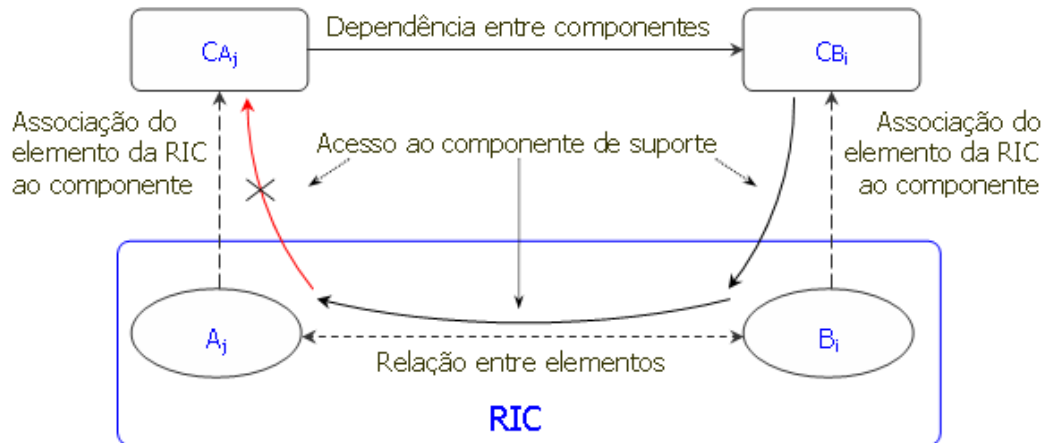 Dependência entre componentes
CAj
CBi
Associação do
elemento da RIC
ao componente
Acesso ao componente de suporte
Associação do
elemento da RIC
ao componente
Aj
Bi
Relação entre elementos
RIC